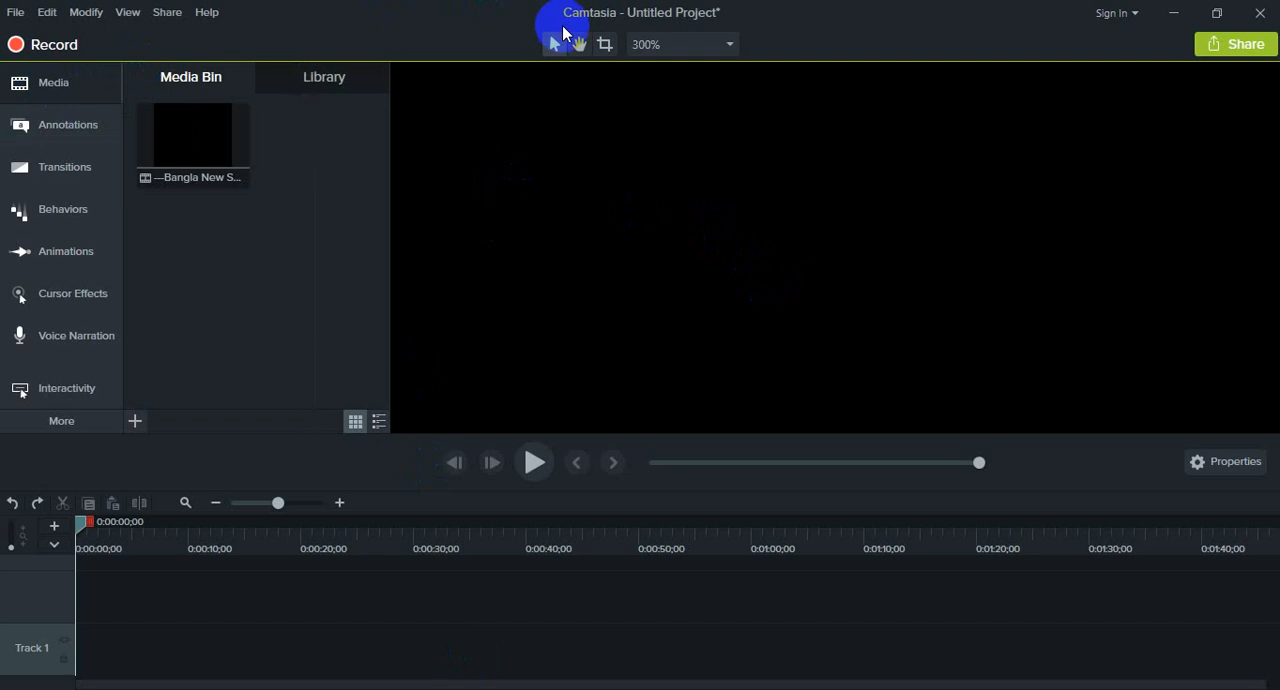 File Edit Modify View Share Help
Camtasia - Untitled Project*
Sign In
Record
300%
Share
Media
Media Bin
Library
Annotations
Transitions
—Bangla New S...
Behaviors
Animations
Cursor Effects
Voice Narration
Interactivity
More
Properties
0:00:00;00
0:00:00;00 0:00:10;00 0:00:20;00 0:00:30;00 0:00:40;00 0:00:50;00 0:01:00;00 0:01:10;00 0:01:20;00 0:01:30;00 0:01:40;00
Track 1